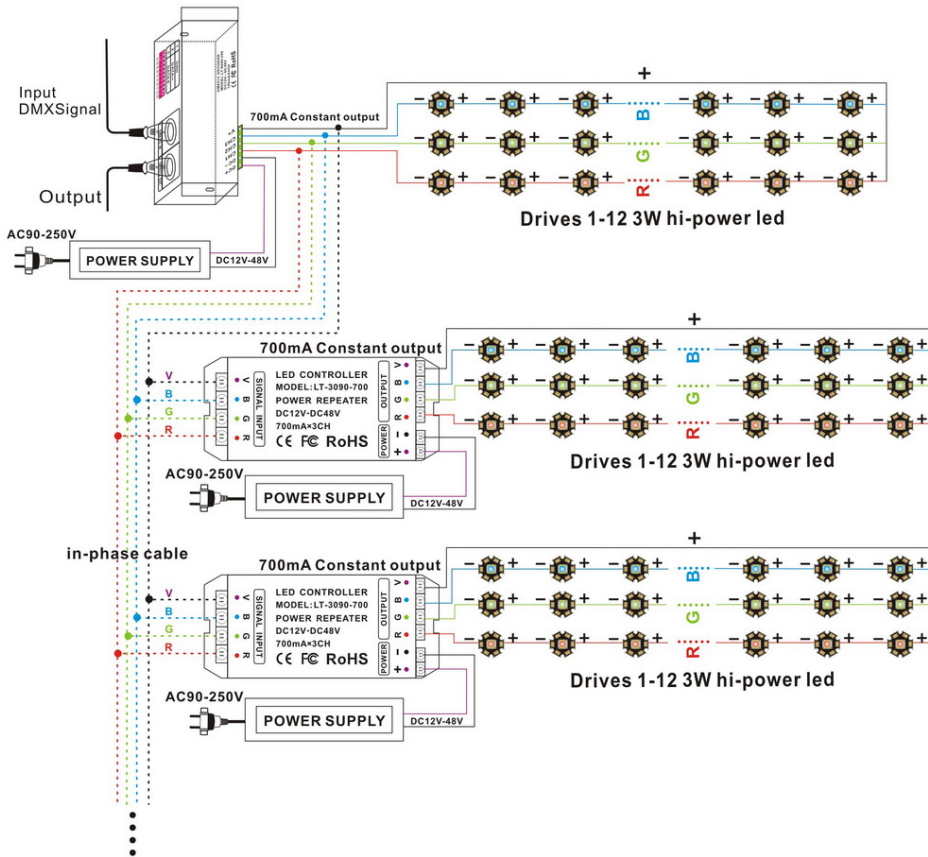 Input
DMXSignal
Output
700mA Constant output
+
− + − + − + B − + − + − +
− + − + − + G − + − + − +
− + − + − + R − + − + − +
Drives 1-12 3W hi-power led
AC90-250V
POWER SUPPLY
DC12V-48V
700mA Constant output
+
V
B
G
R
SIGNAL INPUT
V
B
G
R
LED CONTROLLER
MODEL:LT-3090-700
POWER REPEATER
DC12V-DC48V
700mA×3CH
CE FC RoHS
OUTPUT
V
B
G
R
POWER
−
+
− + − + − + B − + − + − +
− + − + − + G − + − + − +
− + − + − + R − + − + − +
Drives 1-12 3W hi-power led
AC90-250V
POWER SUPPLY
DC12V-48V
in-phase cable
700mA Constant output
+
V
B
G
R
SIGNAL INPUT
V
B
G
R
LED CONTROLLER
MODEL:LT-3090-700
POWER REPEATER
DC12V-DC48V
700mA×3CH
CE FC RoHS
OUTPUT
V
B
G
R
POWER
−
+
− + − + − + B − + − + − +
− + − + − + G − + − + − +
− + − + − + R − + − + − +
Drives 1-12 3W hi-power led
AC90-250V
POWER SUPPLY
DC12V-48V